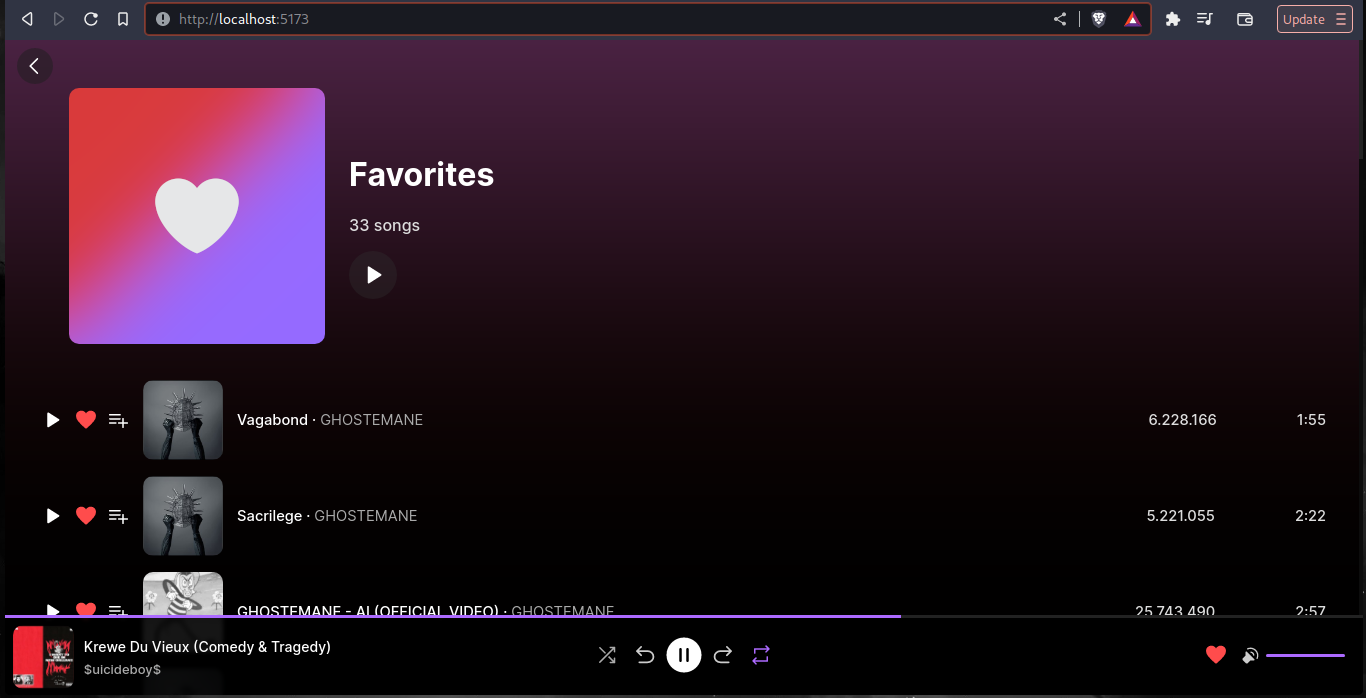 http://localhost:5173
Update
Favorites
33 songs
Vagabond · GHOSTEMANE 6.228.166 1:55
Sacrilege · GHOSTEMANE 5.221.055 2:22
GHOSTEMANE - AI (OFFICIAL VIDEO) · GHOSTEMANE 25.743.490 2:57
Krewe Du Vieux (Comedy & Tragedy)
$uicideboy$